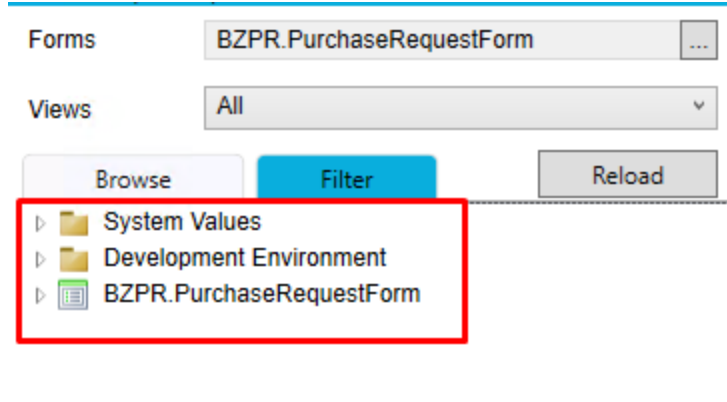 Forms BZPR.PurchaseRequestForm ...
Views All
Browse Filter Reload
System Values
Development Environment
BZPR.PurchaseRequestForm